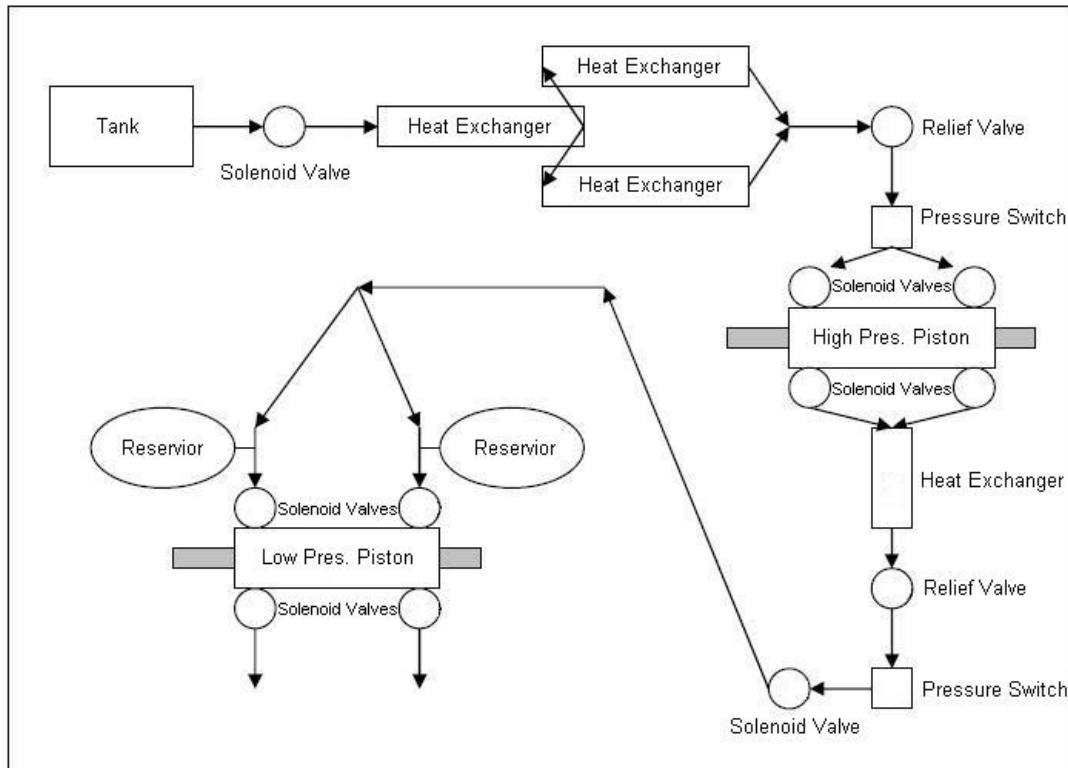 Heat Exchanger
Tank
Heat Exchanger
Relief Valve
Solenoid Valve
Heat Exchanger
Pressure Switch
Solenoid Valves
High Pres. Piston
Solenoid Valves
Reservior
Reservior
Heat Exchanger
Solenoid Valves
Low Pres. Piston
Relief Valve
Solenoid Valves
Pressure Switch
Solenoid Valve